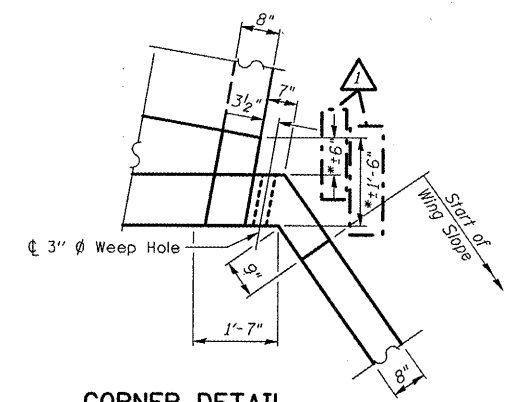 8"
1
7"
3½"
*±6"
*±1'-6"
Start of
Wing Slope
℄ 3" Ø Weep Hole
9"
1'-7"
8"
CORNER DETAIL